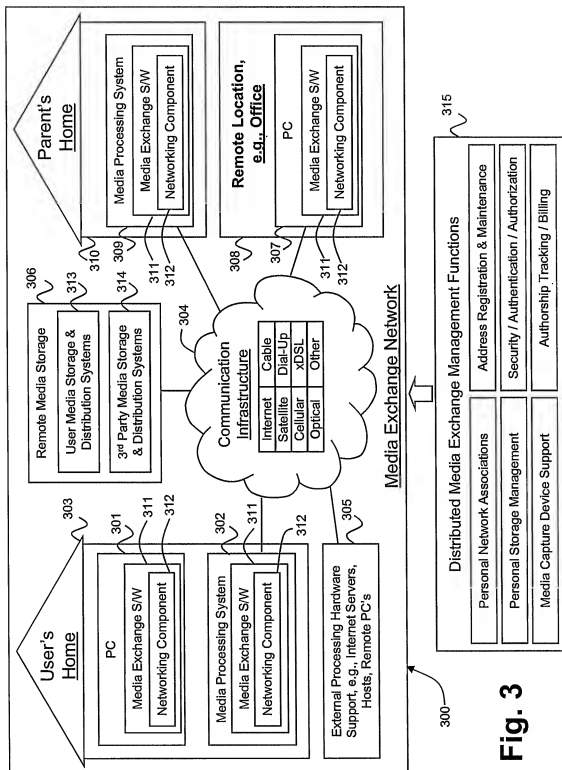 User's
Home
303
PC
301
Media Exchange S/W
311
Networking Component
312
Media Processing System
302
Media Exchange S/W
311
Networking Component
312
External Processing Hardware
Support, e.g., Internet Servers,
Hosts, Remote PC's
305
Remote Media Storage
306
User Media Storage &
Distribution Systems
313
3rd Party Media Storage
& Distribution Systems
314
304
Communication
Infrastructure
Internet Cable
Satellite Dial-Up
Cellular xDSL
Optical Other
Parent's
Home
310
Media Processing System
309
Media Exchange S/W
311
Networking Component
312
Remote Location,
e.g., Office
308
PC
307
Media Exchange S/W
311
Networking Component
312
Media Exchange Network
300
315
Distributed Media Exchange Management Functions
Personal Network Associations
Address Registration & Maintenance
Personal Storage Management
Security / Authentication / Authorization
Media Capture Device Support
Authorship Tracking / Billing
Fig. 3